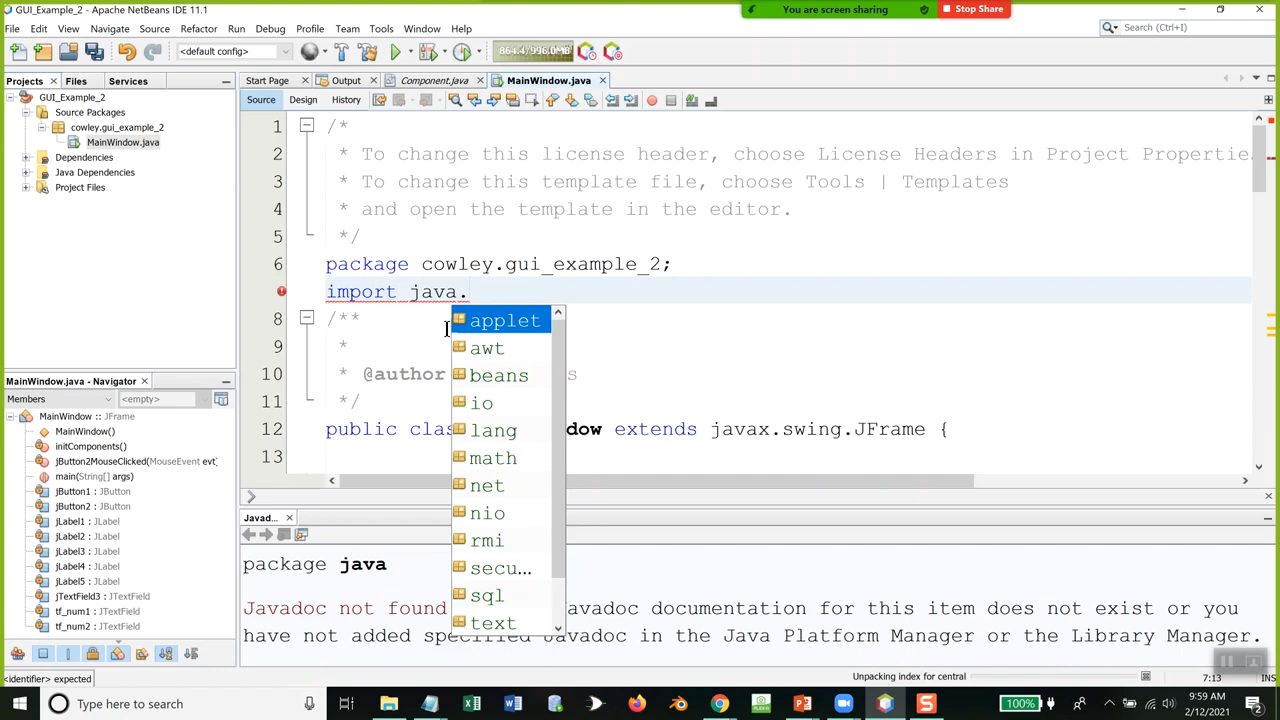 GUI_Example_2 - Apache NetBeans IDE 11.1
You are screen sharing
Stop Share
File Edit View Navigate Source Refactor Run Debug Profile Team Tools Window Help
Search (Ctrl+I)
<default config>
864.4/996.0MB
Projects
Files
Services
Start Page
Output
Component.java
MainWindow.java
GUI_Example_2
Source Packages
cowley.gui_example_2
MainWindow.java
Dependencies
Java Dependencies
Project Files
Source
Design
History
1 /*
2 * To change this license header, choose License Headers in Project Propertie
3 * To change this template file, choose Tools | Templates
4 * and open the template in the editor.
5 */
6 package cowley.gui_example_2;
import java.
8 /**
9 *
10 * @author s
11 */
12 public clas dow extends javax.swing.JFrame {
13
applet
awt
beans
io
lang
math
net
nio
rmi
secu...
sql
text
MainWindow.java - Navigator
Members
<empty>
MainWindow :: JFrame
MainWindow()
initComponents()
jButton2MouseClicked(MouseEvent evt)
main(String[] args)
jButton1 : JButton
jButton2 : JButton
jLabel1 : JLabel
jLabel2 : JLabel
jLabel3 : JLabel
jLabel4 : JLabel
jLabel5 : JLabel
jTextField3 : JTextField
tf_num1 : JTextField
tf_num2 : JTextField
Javad...
package java
Javadoc not found avadoc documentation for this item does not exist or you
have not added specified Javadoc in the Java Platform Manager or the Library Manager.
<identifier> expected
Unpacking index for central
7:13
INS
Type here to search
100%
9:59 AM
2/12/2021
2